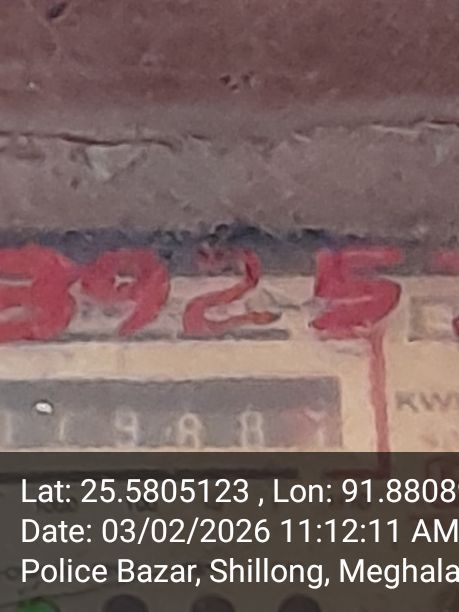 3925
KW
Lat: 25.5805123 , Lon: 91.8808
Date: 03/02/2026 11:12:11 AM
Police Bazar, Shillong, Meghala